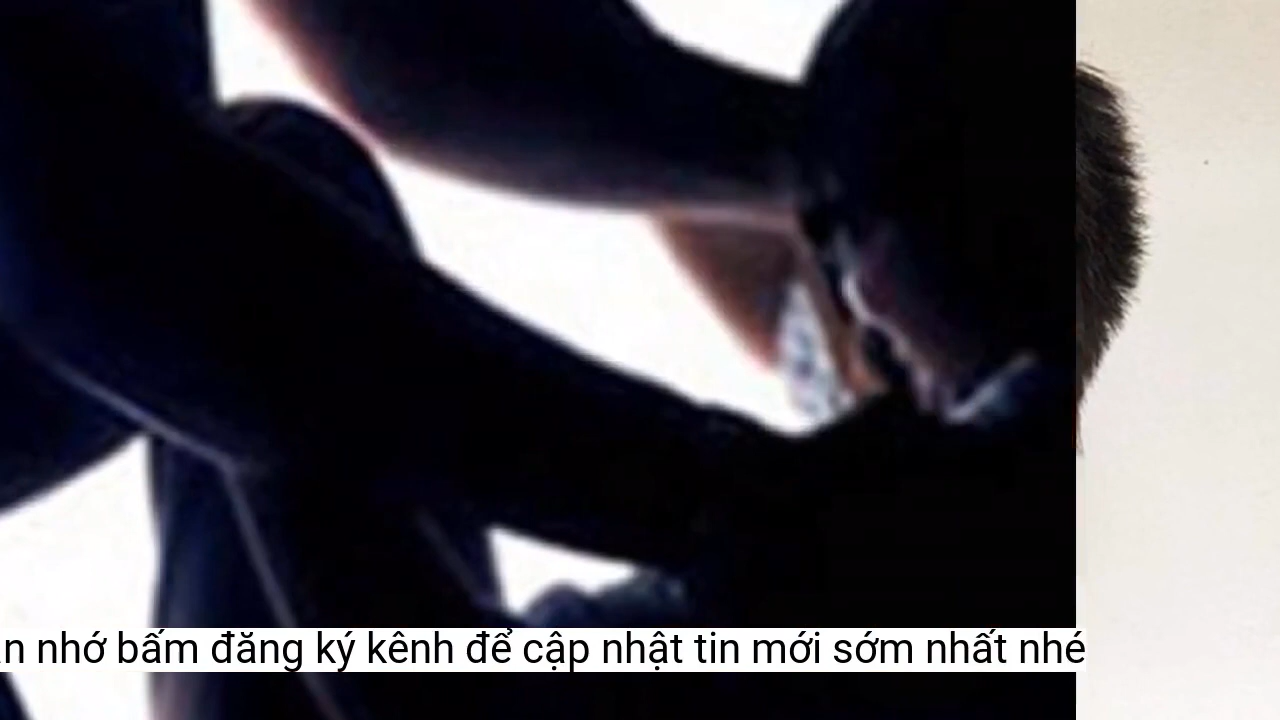 nhớ bấm đăng ký kênh để cập nhật tin mới sớm nhất nhé